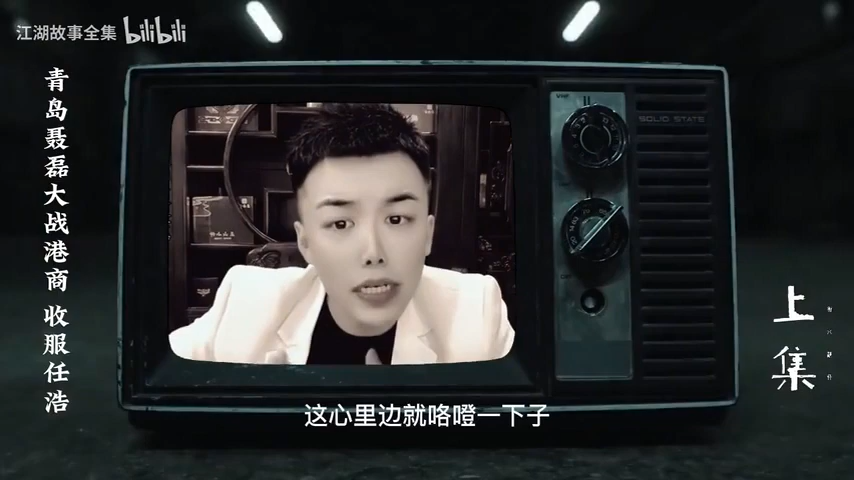 江湖故事全集 bilibili
青岛聂磊大战港商 收服任浩
SOLID STATE
上集
这心里边就咯噔一下子